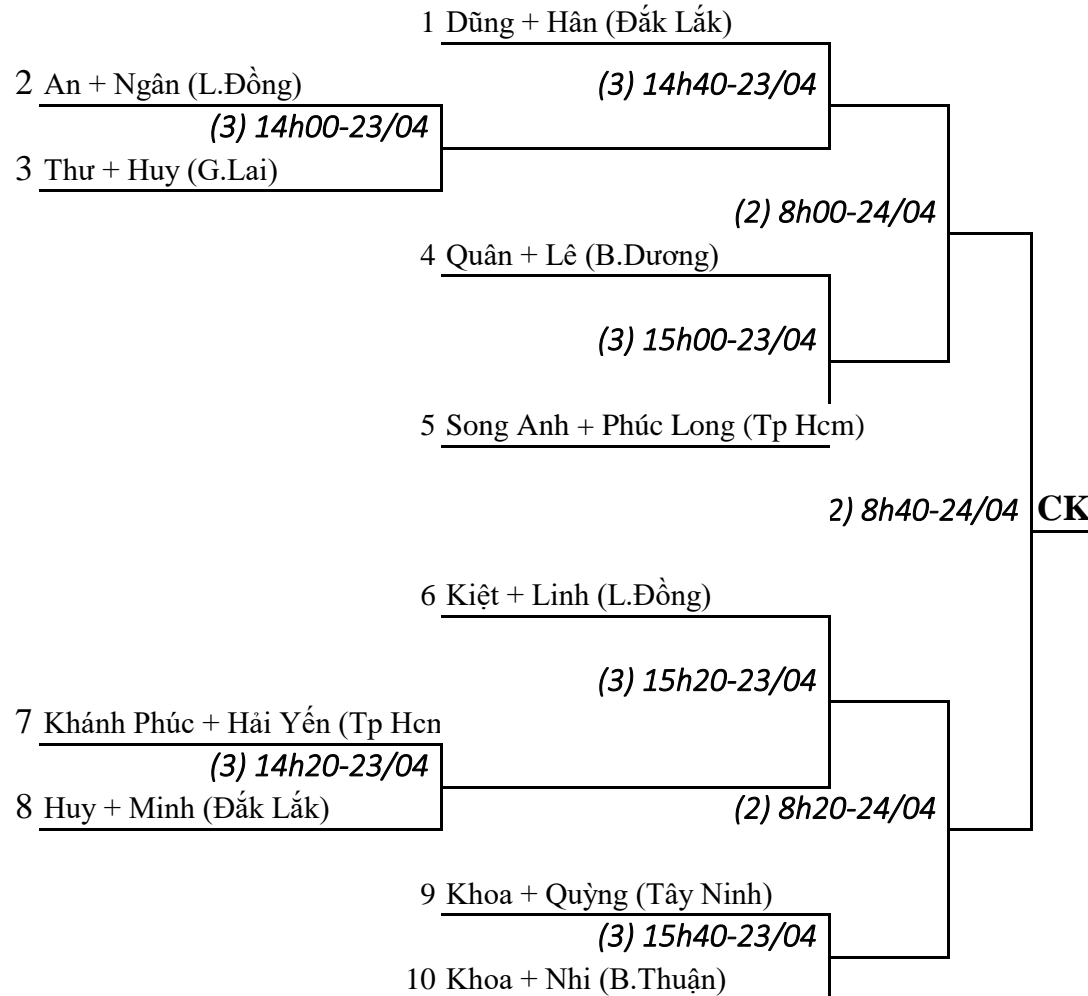 1 Dũng + Hân (Đắk Lắk)
2 An + Ngân (L.Đồng)
(3) 14h40-23/04
(3) 14h00-23/04
3 Thư + Huy (G.Lai)
(2) 8h00-24/04
4 Quân + Lê (B.Dương)
(3) 15h00-23/04
5 Song Anh + Phúc Long (Tp Hcm)
2) 8h40-24/04
CK
6 Kiệt + Linh (L.Đồng)
(3) 15h20-23/04
7 Khánh Phúc + Hải Yến (Tp Hcn
(3) 14h20-23/04
8 Huy + Minh (Đắk Lắk)
(2) 8h20-24/04
9 Khoa + Quỳng (Tây Ninh)
(3) 15h40-23/04
10 Khoa + Nhi (B.Thuận)